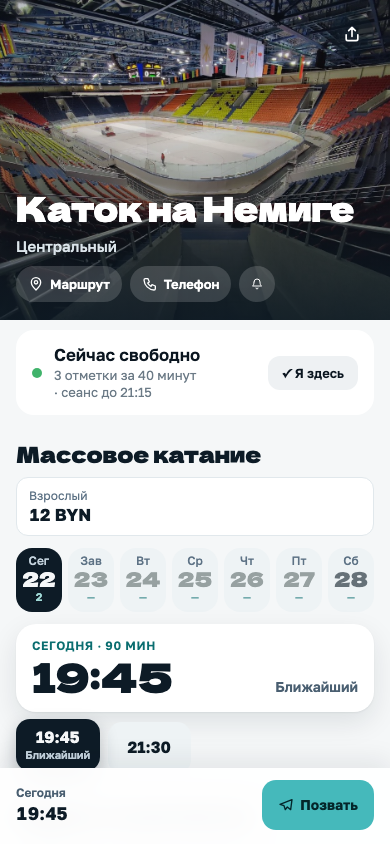 Каток на Немиге
Центральный
Маршрут
Телефон
Сейчас свободно
3 отметки за 40 минут
· сеанс до 21:15
✓ Я здесь
Массовое катание
Взрослый
12 BYN
Сег Зав Вт Ср Чт Пт Сб
22 23 24 25 26 27 28
2 – – – – – –
СЕГОДНЯ · 90 МИН
19:45
Ближайший
19:45
Ближайший
21:30
Сегодня
19:45
Позвать